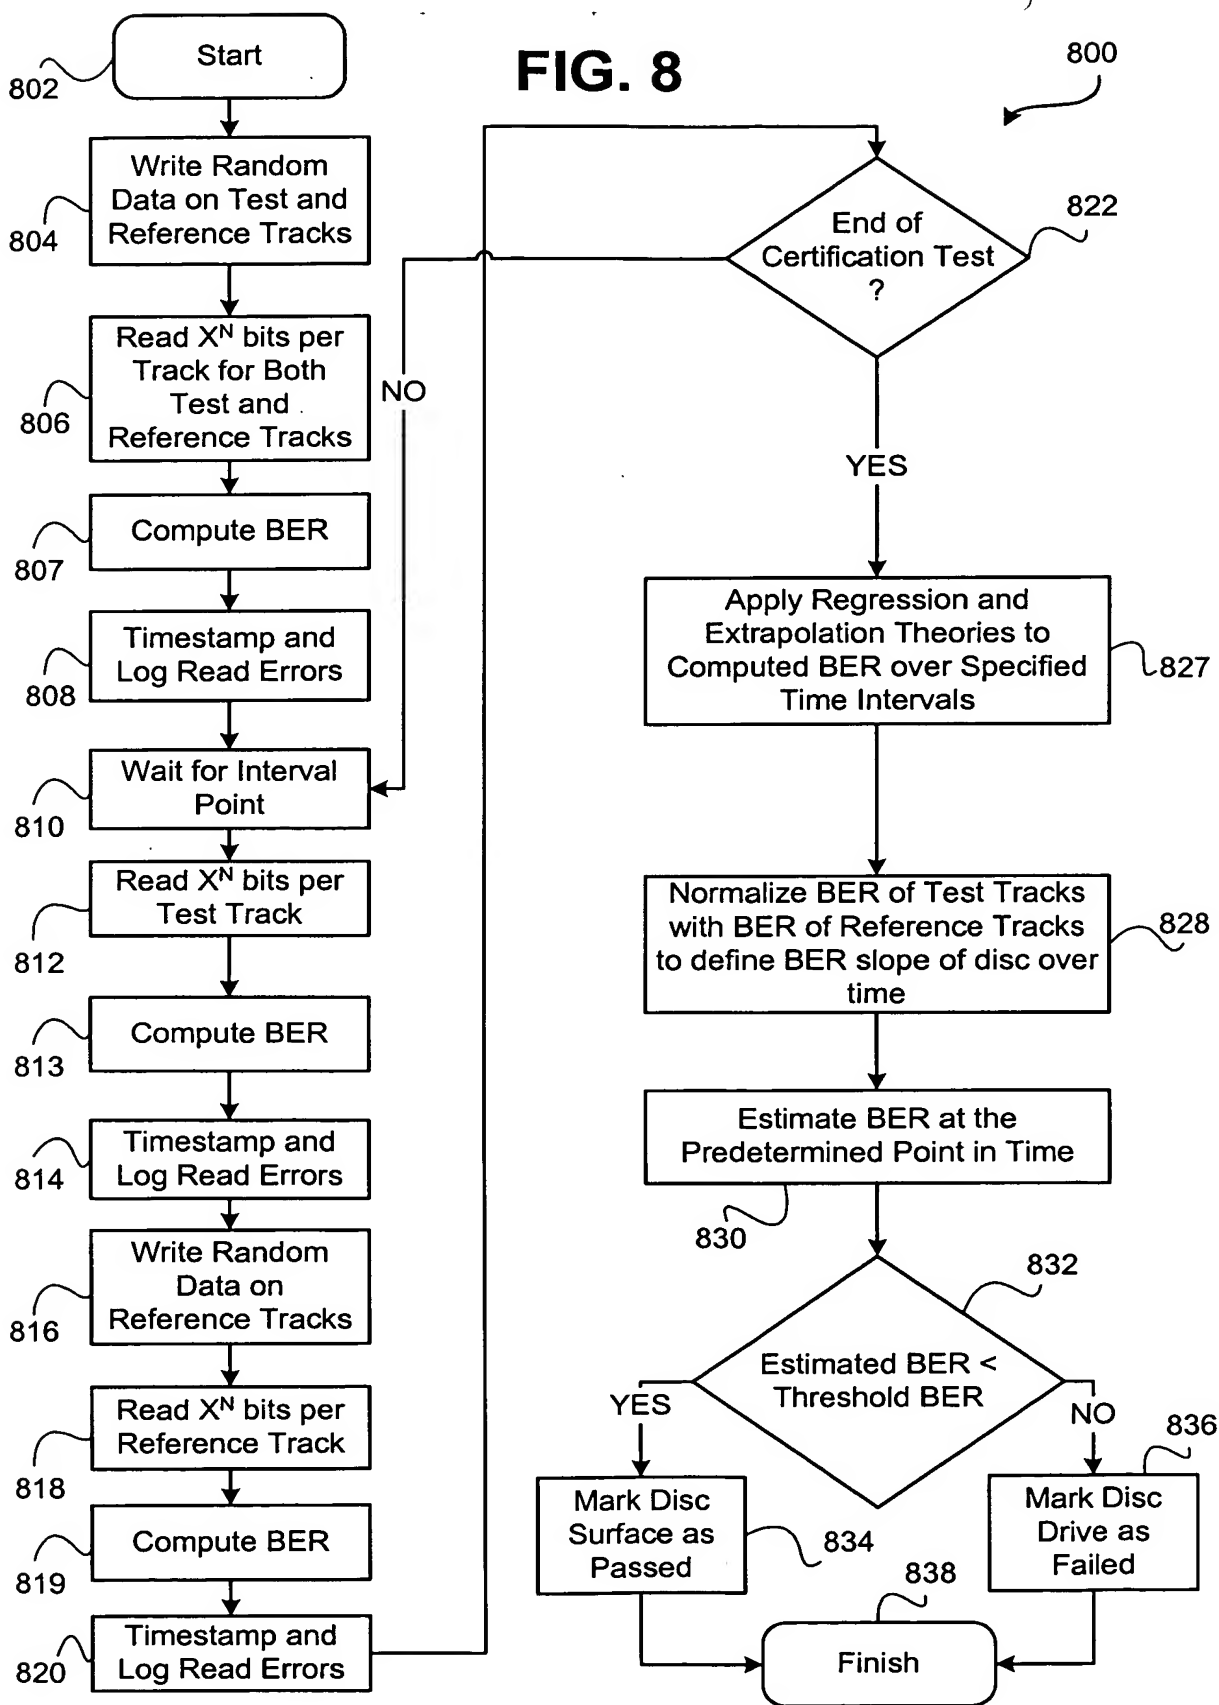 FIG. 8
800
Start
802
Write Random
Data on Test and
Reference Tracks
804
Read X^N bits per
Track for Both
Test and
Reference Tracks
806
Compute BER
807
Timestamp and
Log Read Errors
808
Wait for Interval
Point
810
Read X^N bits per
Test Track
812
Compute BER
813
Timestamp and
Log Read Errors
814
Write Random
Data on
Reference Tracks
816
Read X^N bits per
Reference Track
818
Compute BER
819
Timestamp and
Log Read Errors
820
End of
Certification Test
?
822
NO
YES
Apply Regression and
Extrapolation Theories to
Computed BER over Specified
Time Intervals
827
Normalize BER of Test Tracks
with BER of Reference Tracks
to define BER slope of disc over
time
828
Estimate BER at the
Predetermined Point in Time
830
Estimated BER <
Threshold BER
832
YES
NO
Mark Disc
Surface as
Passed
834
Mark Disc
Drive as
Failed
836
Finish
838